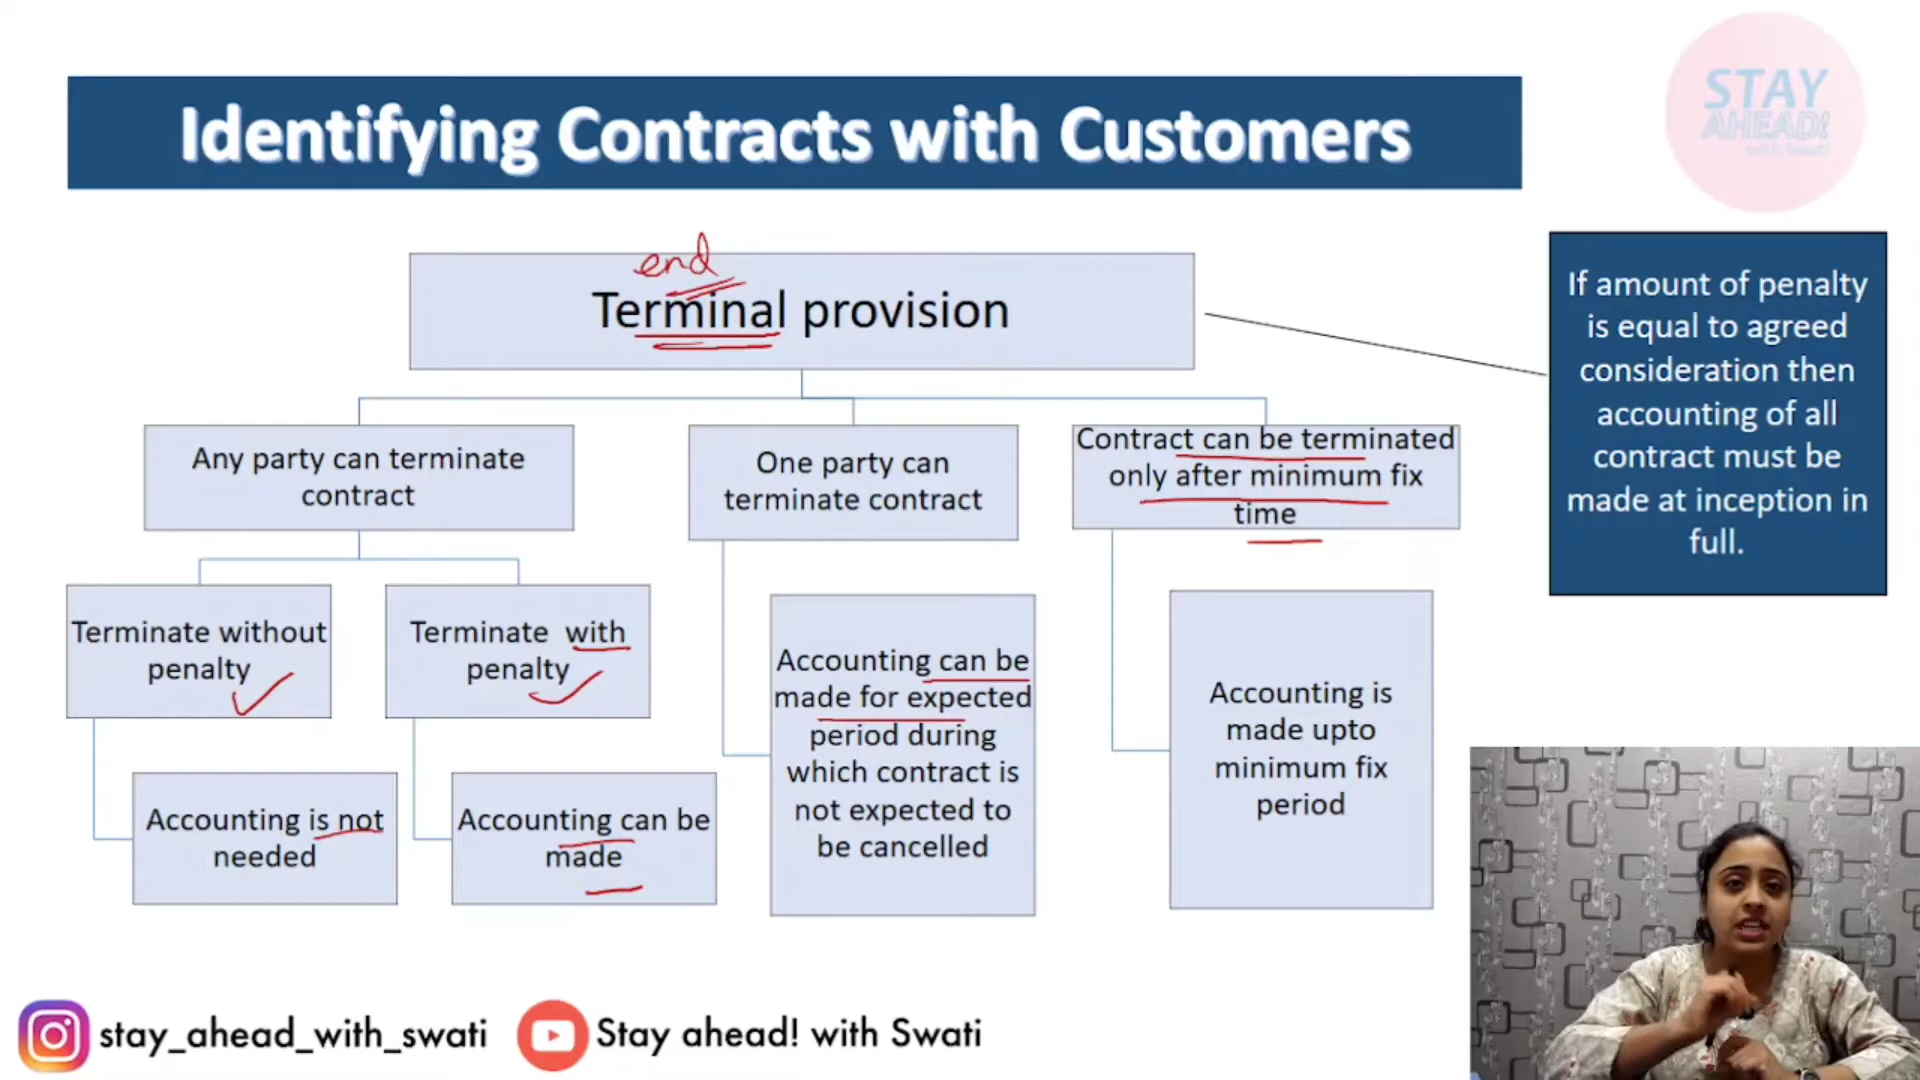 Identifying Contracts with Customers
STAY
AHEAD!
with Swati
end
Terminal provision
If amount of penalty
is equal to agreed
consideration then
accounting of all
contract must be
made at inception in
full.
Any party can terminate
contract
One party can
terminate contract
Contract can be terminated
only after minimum fix
time
Terminate without
penalty
Terminate with
penalty
Accounting is not
needed
Accounting can be
made
Accounting can be
made for expected
period during
which contract is
not expected to
be cancelled
Accounting is
made upto
minimum fix
period
stay_ahead_with_swati
Stay ahead! with Swati